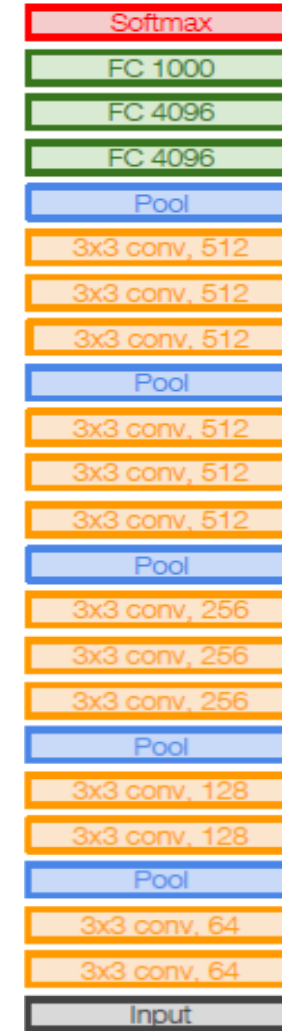 Softmax
FC 1000
FC 4096
FC 4096
Pool
3x3 conv, 512
3x3 conv, 512
3x3 conv, 512
Pool
3x3 conv, 512
3x3 conv, 512
3x3 conv, 512
Pool
3x3 conv, 256
3x3 conv, 256
3x3 conv, 256
Pool
3x3 conv, 128
3x3 conv, 128
Pool
3x3 conv, 64
3x3 conv, 64
Input